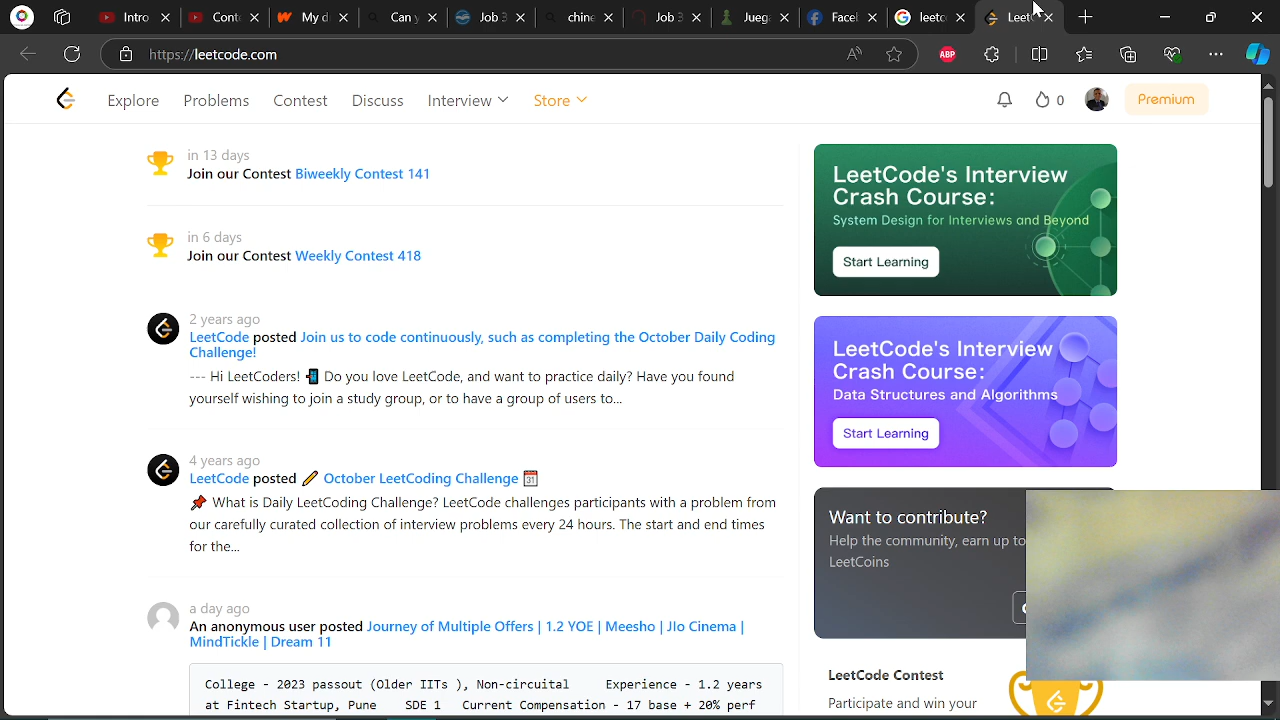 Intro
Cont
My d
Can y
Job 3
chine
Job 3
Juega
Facel
leetc
Leet
https://leetcode.com
ABP
Explore
Problems
Contest
Discuss
Interview
Store
0
Premium
in 13 days
Join our Contest Biweekly Contest 141
in 6 days
Join our Contest Weekly Contest 418
2 years ago
LeetCode posted Join us to code continuously, such as completing the October Daily Coding
Challenge!
--- Hi LeetCoders! 📲 Do you love LeetCode, and want to practice daily? Have you found
yourself wishing to join a study group, or to have a group of users to...
4 years ago
LeetCode posted ✏️ October LeetCoding Challenge 📅
📌 What is Daily LeetCoding Challenge? LeetCode challenges participants with a problem from
our carefully curated collection of interview problems every 24 hours. The start and end times
for the...
a day ago
An anonymous user posted Journey of Multiple Offers | 1.2 YOE | Meesho | JIo Cinema |
MindTickle | Dream 11
College - 2023 passout (Older IITs ), Non-circuital Experience - 1.2 years
at Fintech Startup, Pune SDE 1 Current Compensation - 17 base + 20% perf
LeetCode's Interview
Crash Course:
System Design for Interviews and Beyond
Start Learning
LeetCode's Interview
Crash Course:
Data Structures and Algorithms
Start Learning
Want to contribute?
Help the community, earn up to
LeetCoins
LeetCode Contest
Participate and win your